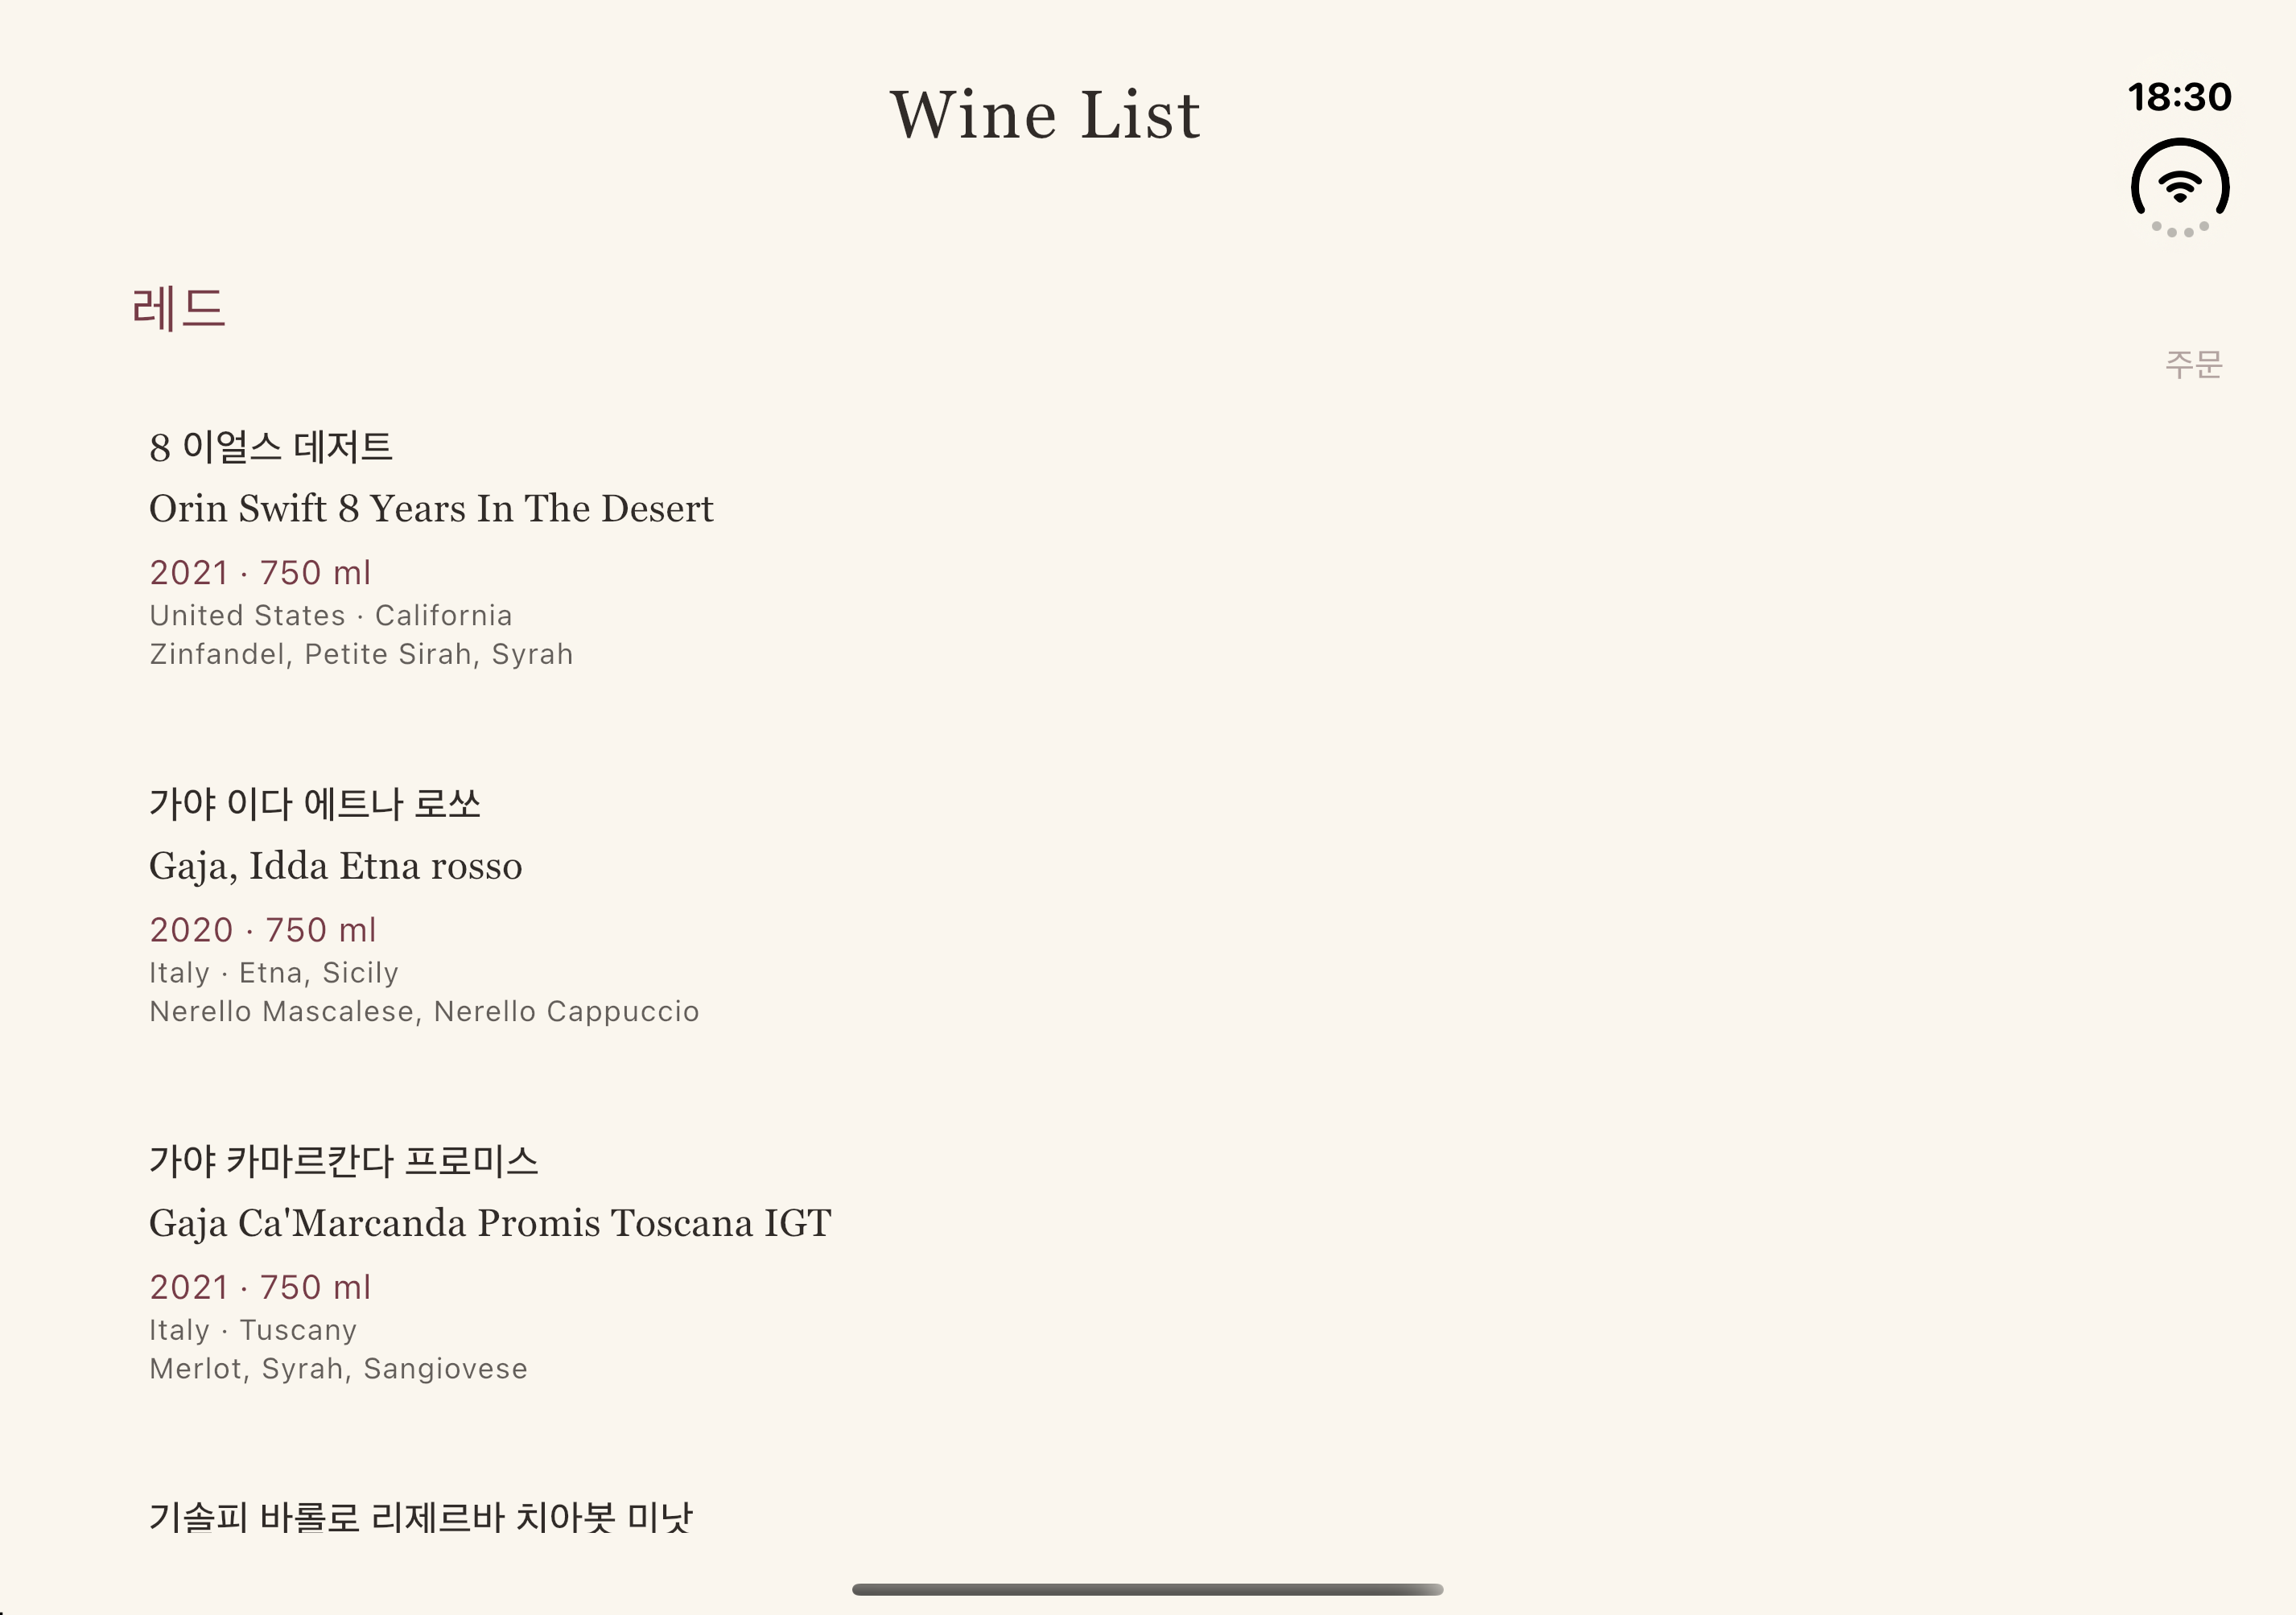 Wine List
18:30
레드
주문
8 이얼스 데저트
Orin Swift 8 Years In The Desert
2021 · 750 ml
United States · California
Zinfandel, Petite Sirah, Syrah
가야 이다 에트나 로쏘
Gaja, Idda Etna rosso
2020 · 750 ml
Italy · Etna, Sicily
Nerello Mascalese, Nerello Cappuccio
가야 카마르칸다 프로미스
Gaja Ca'Marcanda Promis Toscana IGT
2021 · 750 ml
Italy · Tuscany
Merlot, Syrah, Sangiovese
기솔피 바롤로 리제르바 치아봇 미낫